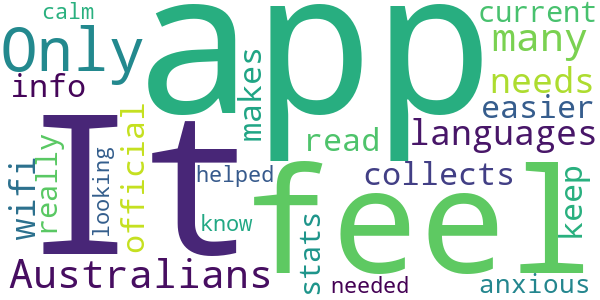 calm
app
current
Only
many
info
makes
needs
easier
It
official
read
languages
wifi
really
looking
helped
feel
collects
keep
know
stats
Australians
needed
anxious